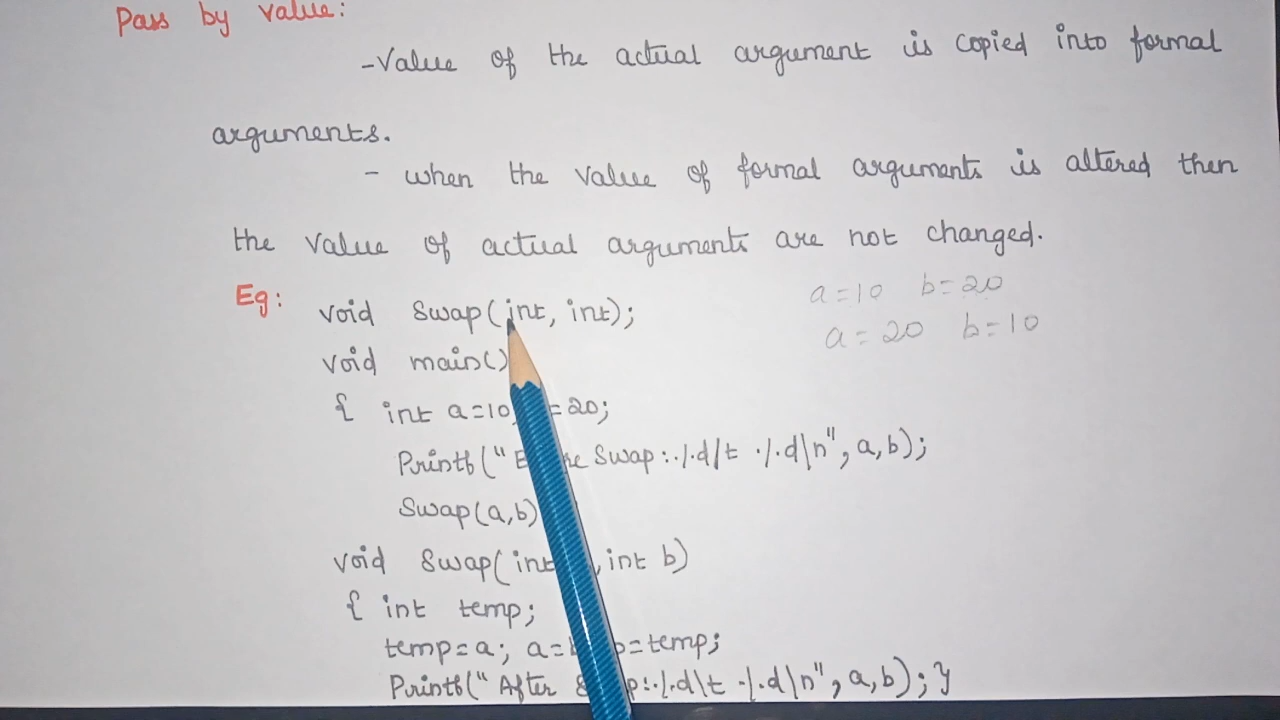 Pass by value:
-Value of the actual argument is copied into formal
arguments.
- when the value of formal arguments is altered then
the value of actual arguments are not changed.
Eg: void Swap(int, int);
a=10 b=20
a=20 b=10
void main()
{ int a=10, =20;
Printf(" Swap:%d/t %d\n", a,b);
Swap(a,b)
void Swap(int ,int b)
{ int temp;
temp=a; a= =temp;
Printf(" After %d\t %d\n", a,b); }